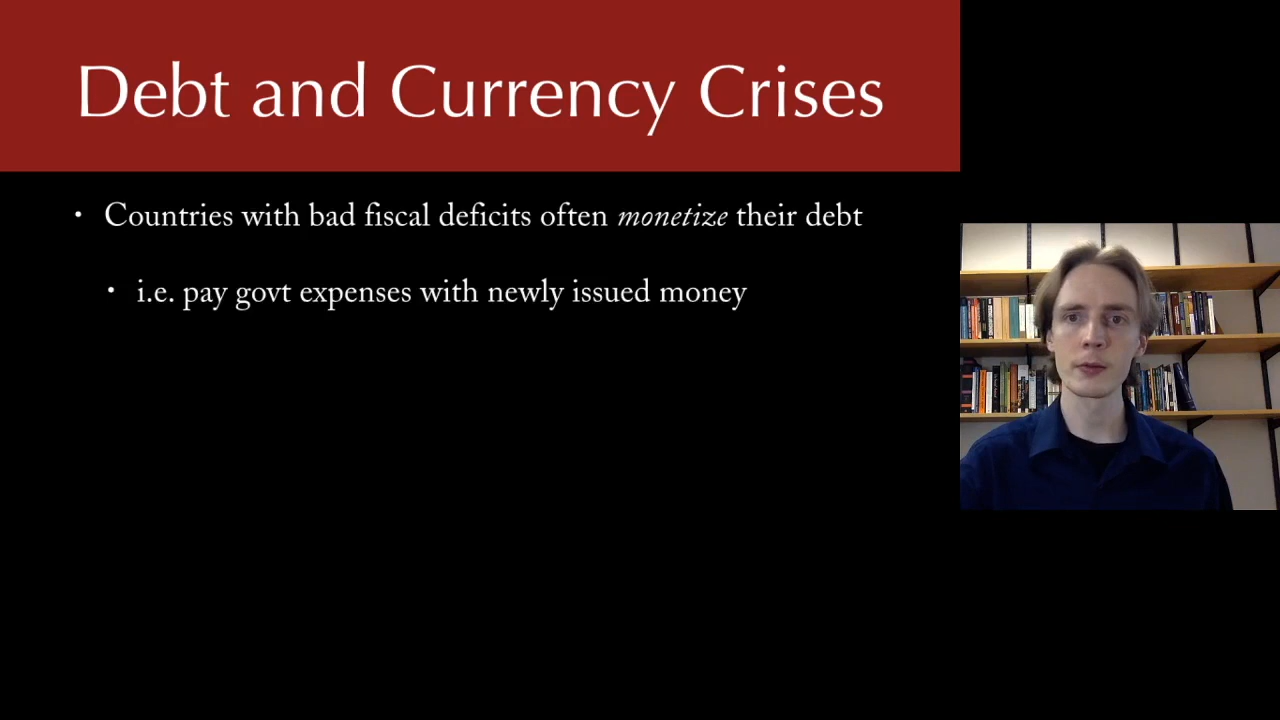 Debt and Currency Crises
• Countries with bad fiscal deficits often monetize their debt
• i.e. pay govt expenses with newly issued money